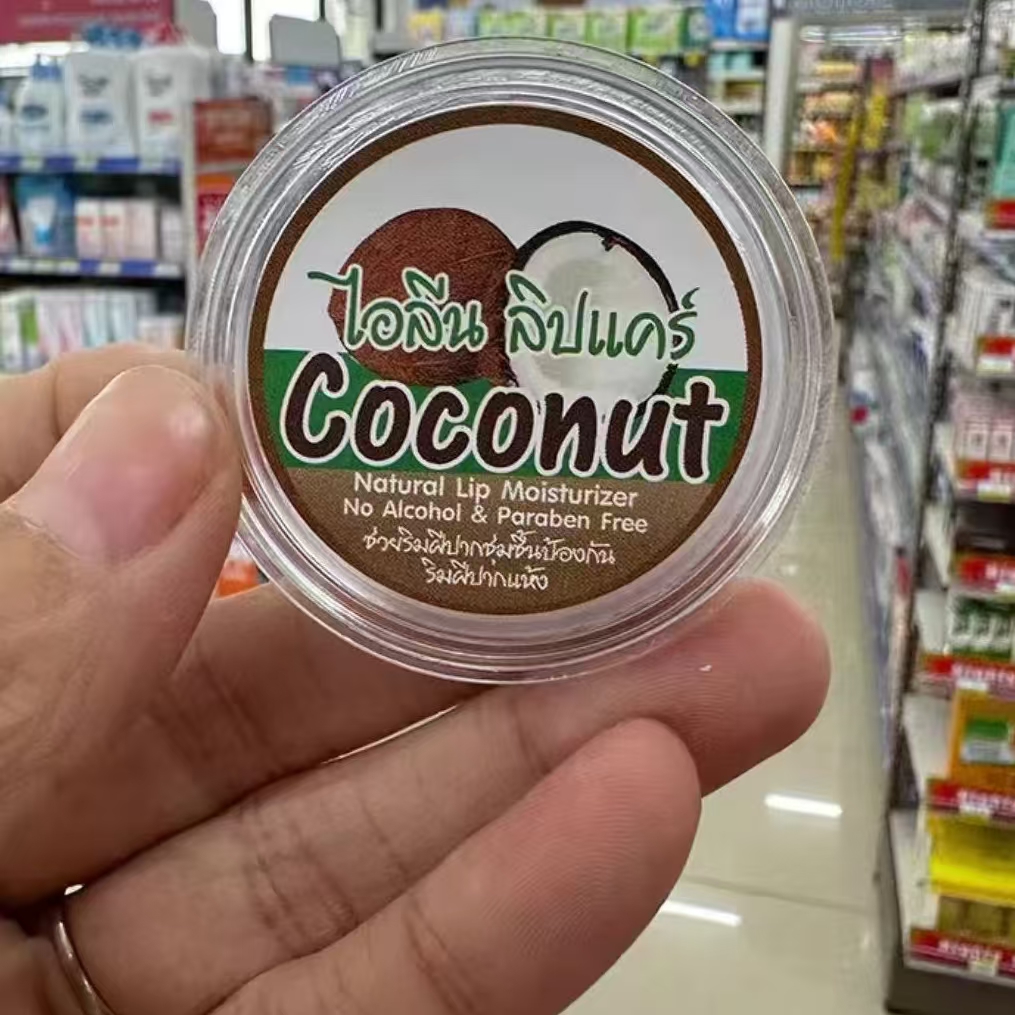 ไอลีน ลิปแคร์
Coconut
Natural Lip Moisturizer
No Alcohol & Paraben Free
ช่วยริมฝีปากชุ่มชื้นป้องกัน
ริมฝีปากแห้ง